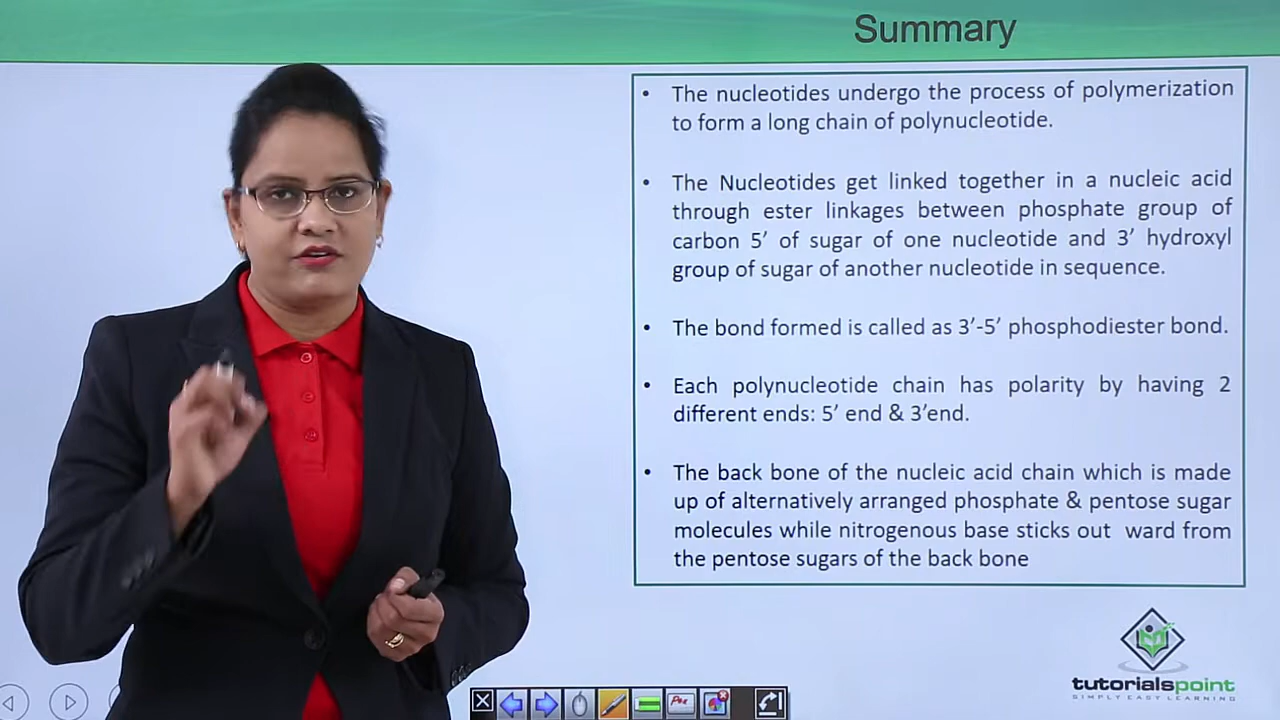 Summary
• The nucleotides undergo the process of polymerization
to form a long chain of polynucleotide.
• The Nucleotides get linked together in a nucleic acid
through ester linkages between phosphate group of
carbon 5’ of sugar of one nucleotide and 3’ hydroxyl
group of sugar of another nucleotide in sequence.
• The bond formed is called as 3’-5’ phosphodiester bond.
• Each polynucleotide chain has polarity by having 2
different ends: 5’ end & 3’end.
• The back bone of the nucleic acid chain which is made
up of alternatively arranged phosphate & pentose sugar
molecules while nitrogenous base sticks out ward from
the pentose sugars of the back bone
tutorialspoint
SIMPLY EASY LEARNING